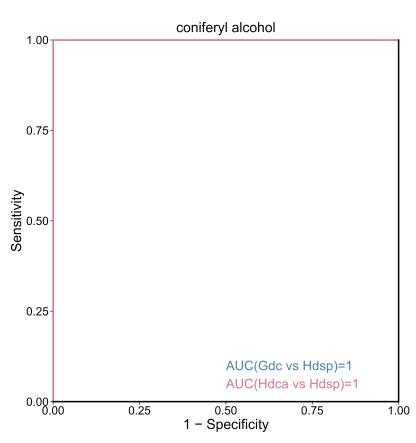 coniferyl alcohol
1.00
0.75
0.50
0.25
0.00
Sensitivity
AUC(Gdc vs Hdsp)=1
AUC(Hdca vs Hdsp)=1
0.00 0.25 0.50 0.75 1.00
1 − Specificity